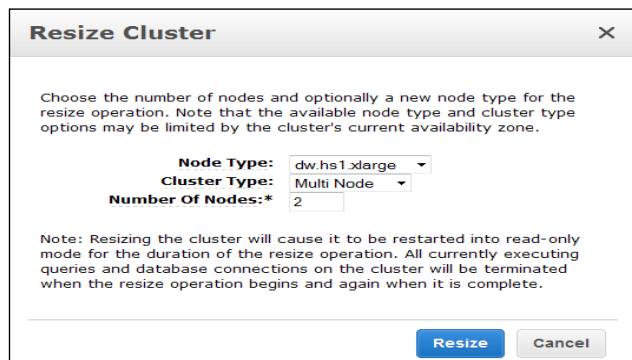 Resize Cluster
Choose the number of nodes and optionally a new node type for the
resize operation. Note that the available node type and cluster type
options may be limited by the cluster's current availability zone.
Node Type: dw.hs1.xlarge
Cluster Type: Multi Node
Number Of Nodes:* 2
Note: Resizing the cluster will cause it to be restarted into read-only
mode for the duration of the resize operation. All currently executing
queries and database connections on the cluster will be terminated
when the resize operation begins and again when it is complete.
Resize Cancel